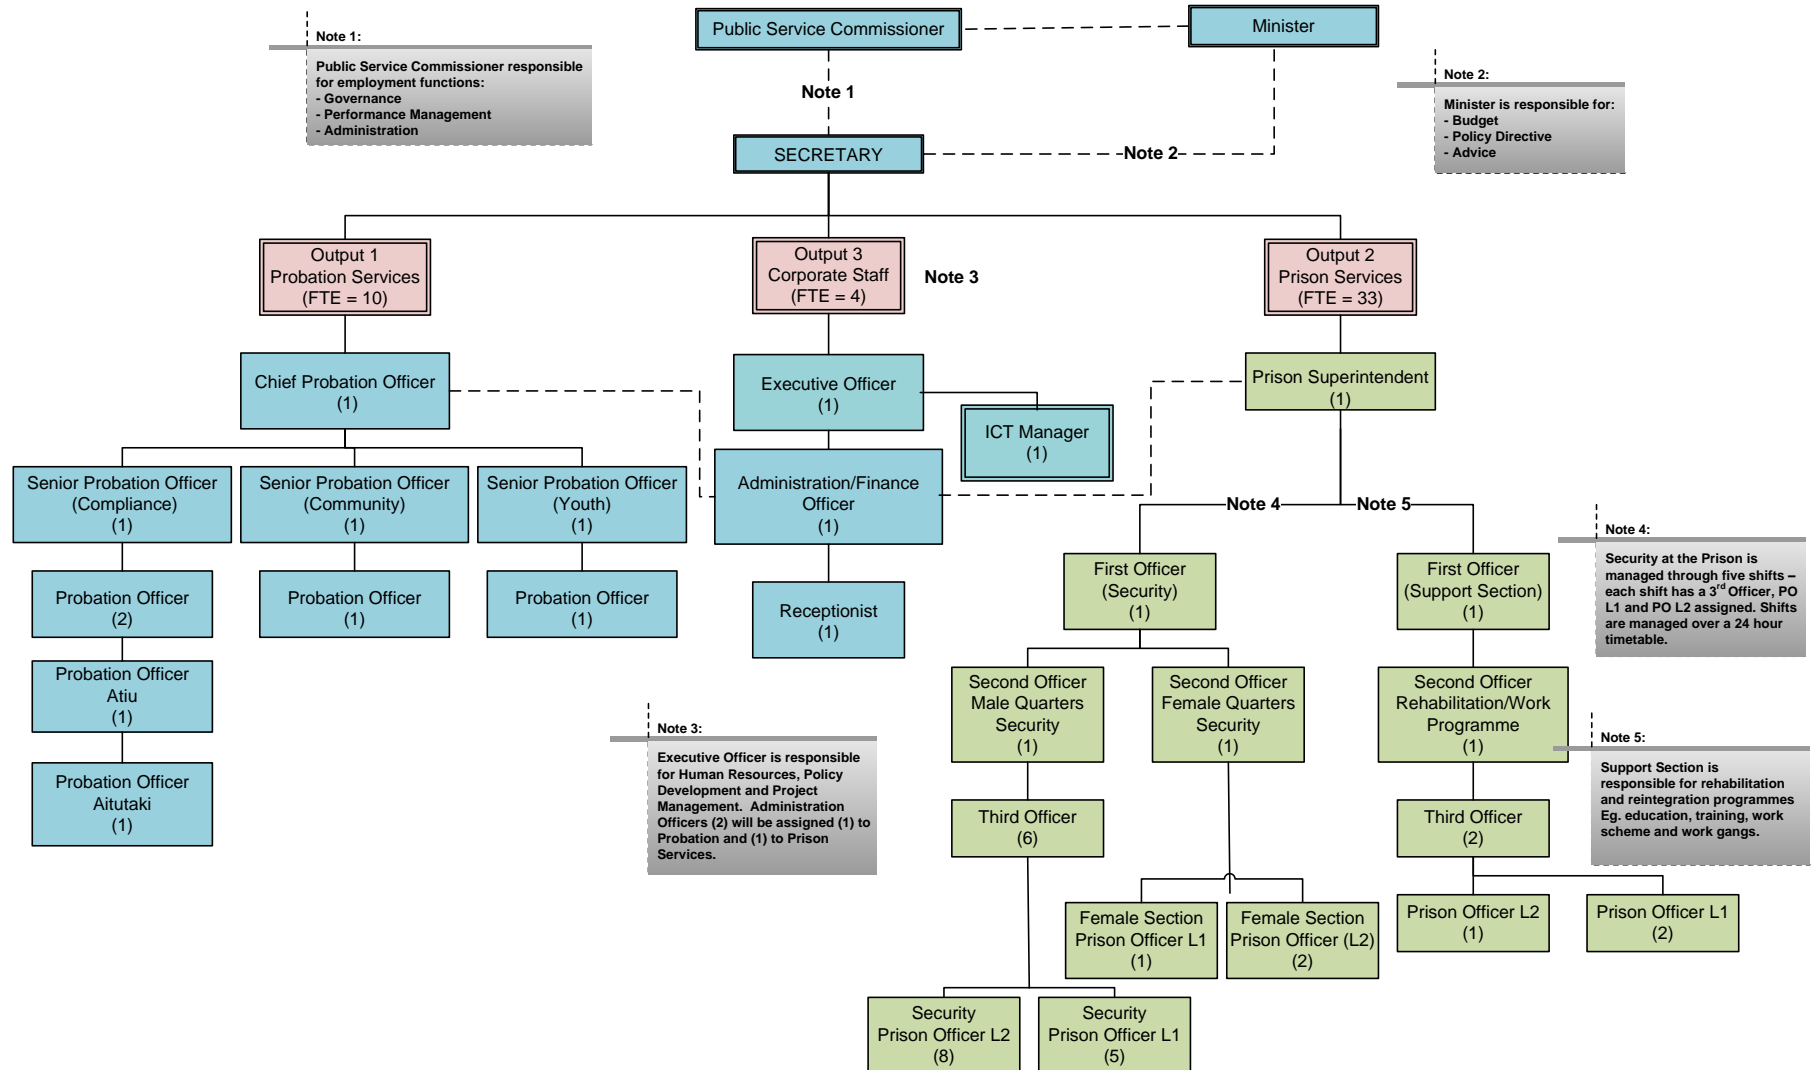 Public Service Commissioner
Minister
Note 1:
Public Service Commissioner responsible
for employment functions:
- Governance
- Performance Management
- Administration
Note 1
Note 2:
Minister is responsible for:
- Budget
- Policy Directive
- Advice
SECRETARY
Note 2
Output 1
Probation Services
(FTE = 10)
Output 3
Corporate Staff
(FTE = 4)
Note 3
Output 2
Prison Services
(FTE = 33)
Chief Probation Officer
(1)
Executive Officer
(1)
Prison Superintendent
(1)
ICT Manager
(1)
Senior Probation Officer
(Compliance)
(1)
Senior Probation Officer
(Community)
(1)
Senior Probation Officer
(Youth)
(1)
Administration/Finance
Officer
(1)
Note 4
Note 5
Probation Officer
(2)
Probation Officer
(1)
Probation Officer
(1)
Receptionist
(1)
First Officer
(Security)
(1)
First Officer
(Support Section)
(1)
Note 4:
Security at the Prison is
managed through five shifts –
each shift has a 3rd Officer, PO
L1 and PO L2 assigned. Shifts
are managed over a 24 hour
timetable.
Probation Officer
Atiu
(1)
Second Officer
Male Quarters
Security
(1)
Second Officer
Female Quarters
Security
(1)
Second Officer
Rehabilitation/Work
Programme
(1)
Probation Officer
Aitutaki
(1)
Note 3:
Executive Officer is responsible
for Human Resources, Policy
Development and Project
Management.  Administration
Officers (2) will be assigned (1) to
Probation and (1) to Prison
Services.
Note 5:
Support Section is
responsible for rehabilitation
and reintegration programmes
Eg. education, training, work
scheme and work gangs.
Third Officer
(6)
Third Officer
(2)
Female Section
Prison Officer L1
(1)
Female Section
Prison Officer (L2)
(2)
Prison Officer L2
(1)
Prison Officer L1
(2)
Security
Prison Officer L2
(8)
Security
Prison Officer L1
(5)